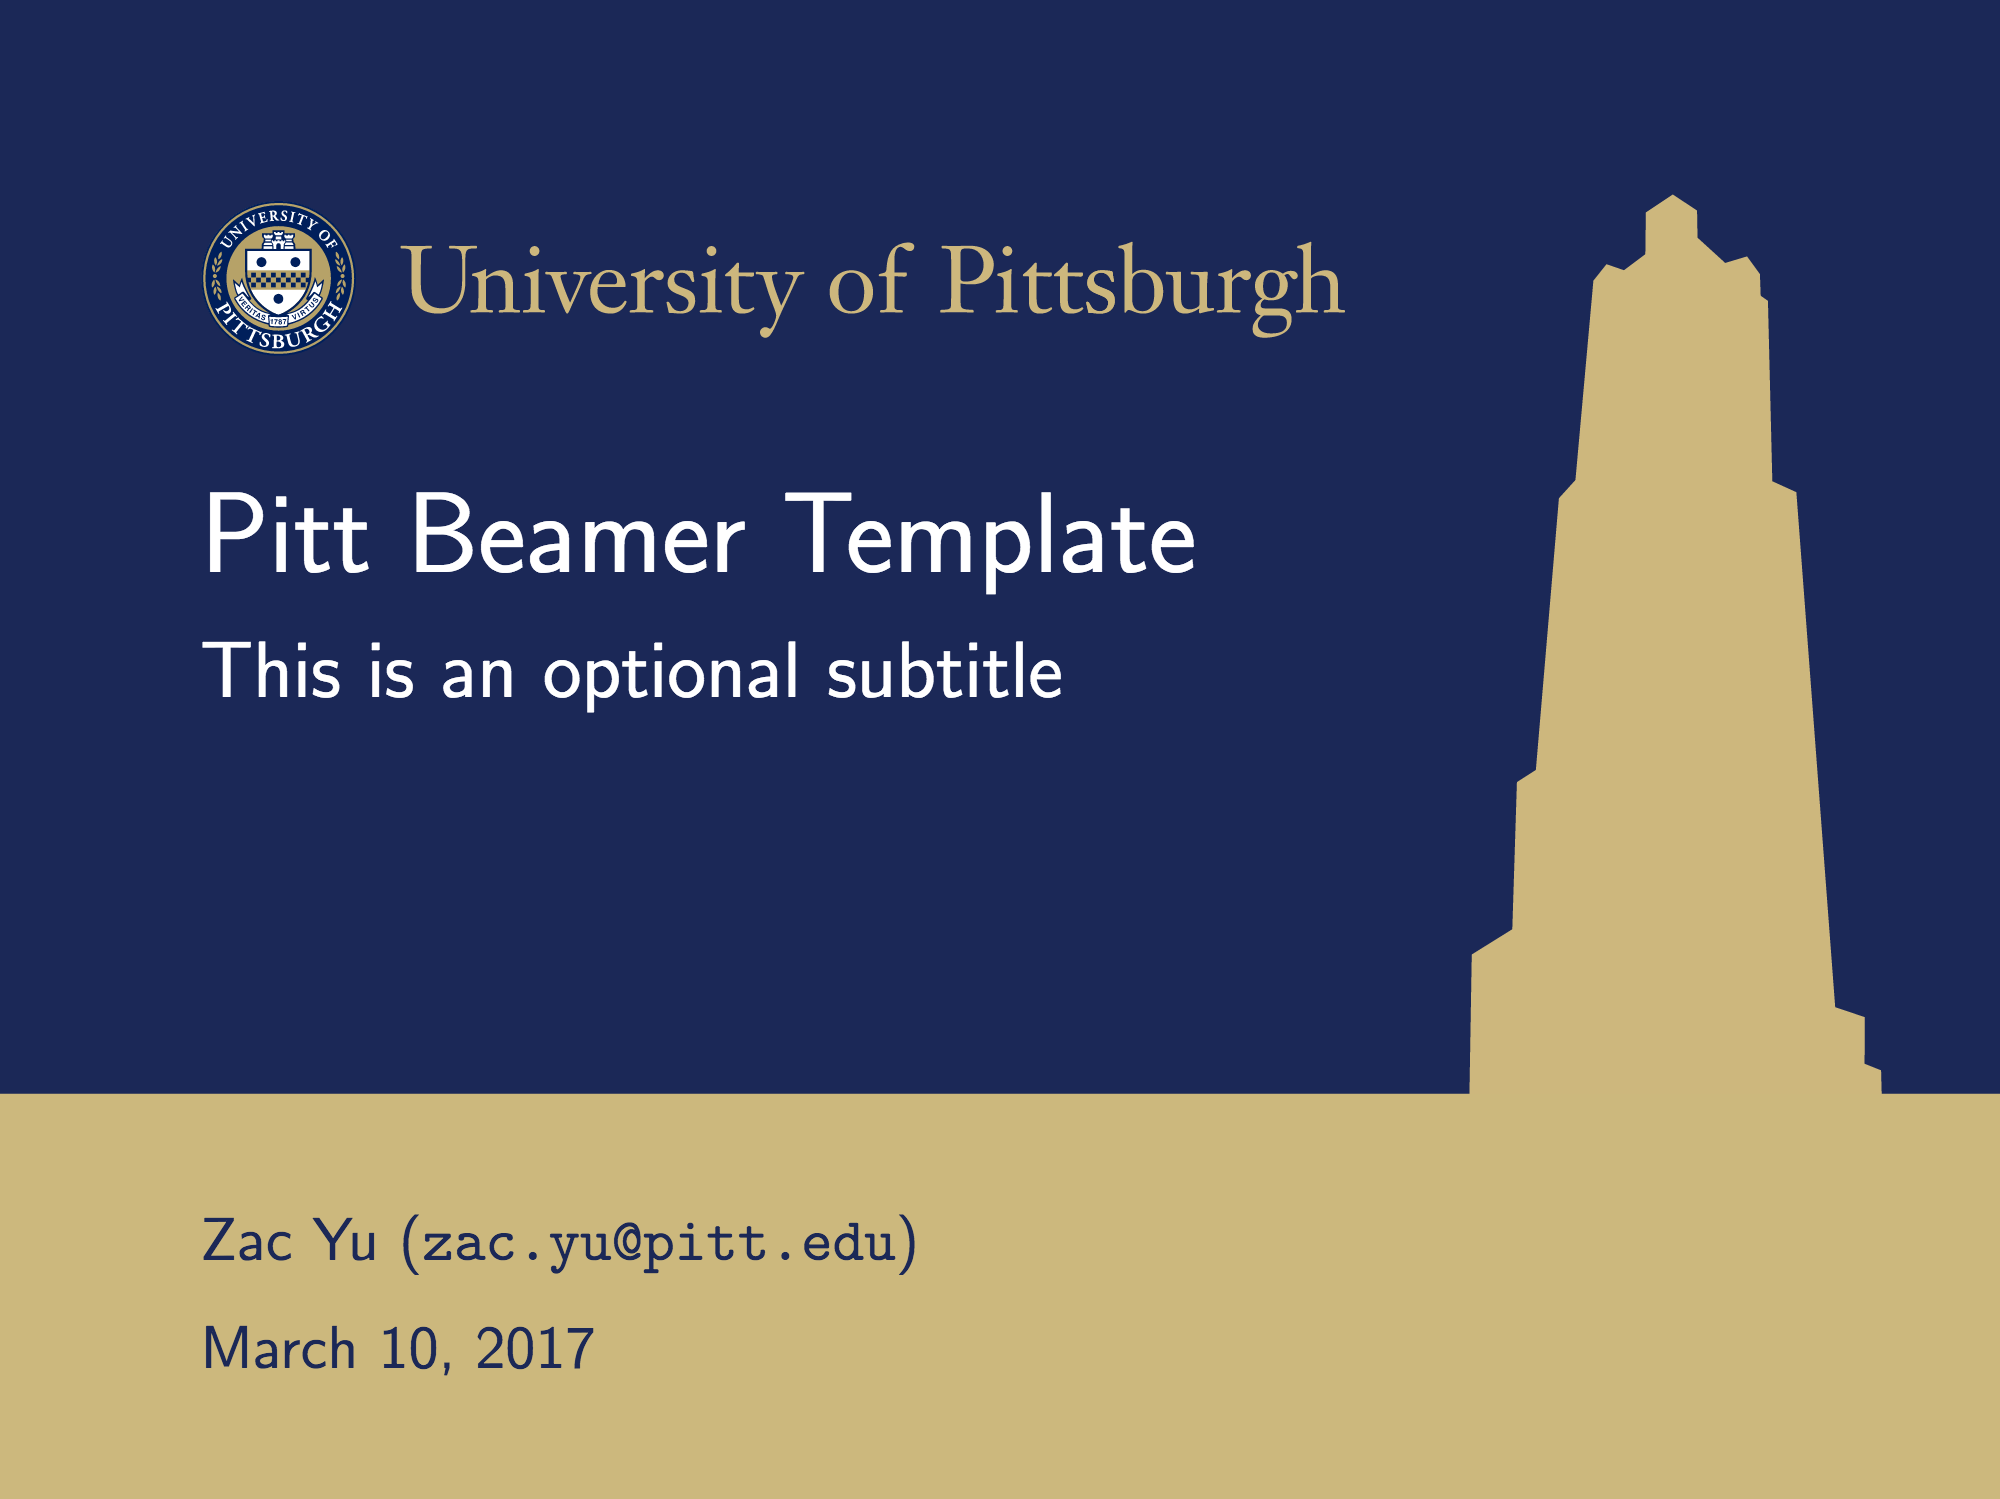 UNIVERSITY OF
PITTSBURGH
VERITAS 1787 VIRTUS
University of Pittsburgh
Pitt Beamer Template
This is an optional subtitle
Zac Yu (zac.yu@pitt.edu)
March 10, 2017